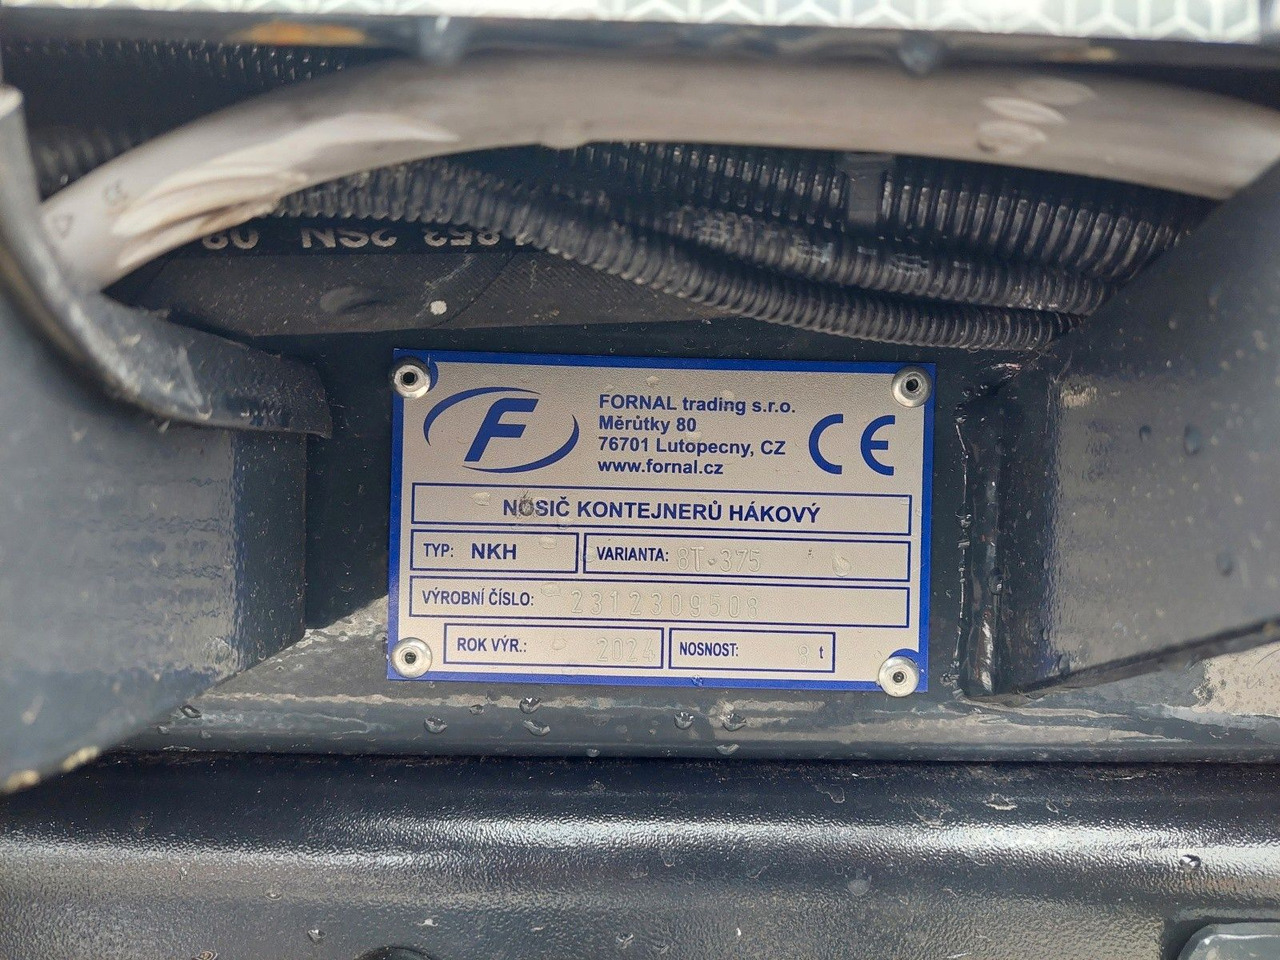 FORNAL trading s.r.o.
Měrůtky 80
76701 Lutopecny, CZ
www.fornal.cz
CE
NOSIČ KONTEJNERŮ HÁKOVÝ
TYP: NKH
VARIANTA: 8T-375
VÝROBNÍ ČÍSLO:
ROK VÝR.: 2024
NOSNOST: 8 t
2SN